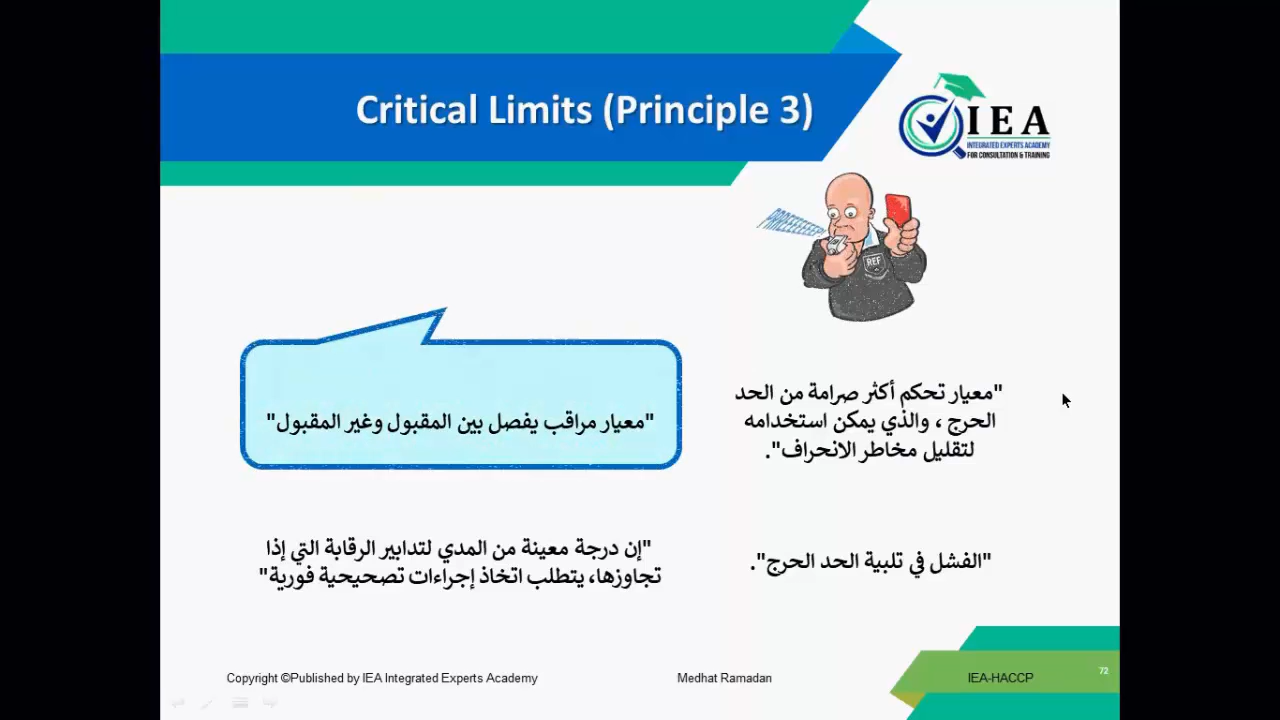 Critical Limits (Principle 3)
IEA
INTEGRATED EXPERTS ACADEMY
FOR CONSULTATION & TRAINING
REF
"معيار تحكم أكثر صرامة من الحد
الحرج ، والذي يمكن استخدامه
لتقليل مخاطر الانحراف".
"معيار مراقب يفصل بين المقبول وغير المقبول"
"الفشل في تلبية الحد الحرج".
"إن درجة معينة من المدي لتدابير الرقابة التي إذا
تجاوزها، يتطلب اتخاذ إجراءات تصحيحية فورية"
Copyright ©Published by IEA Integrated Experts Academy
Medhat Ramadan
IEA-HACCP
72